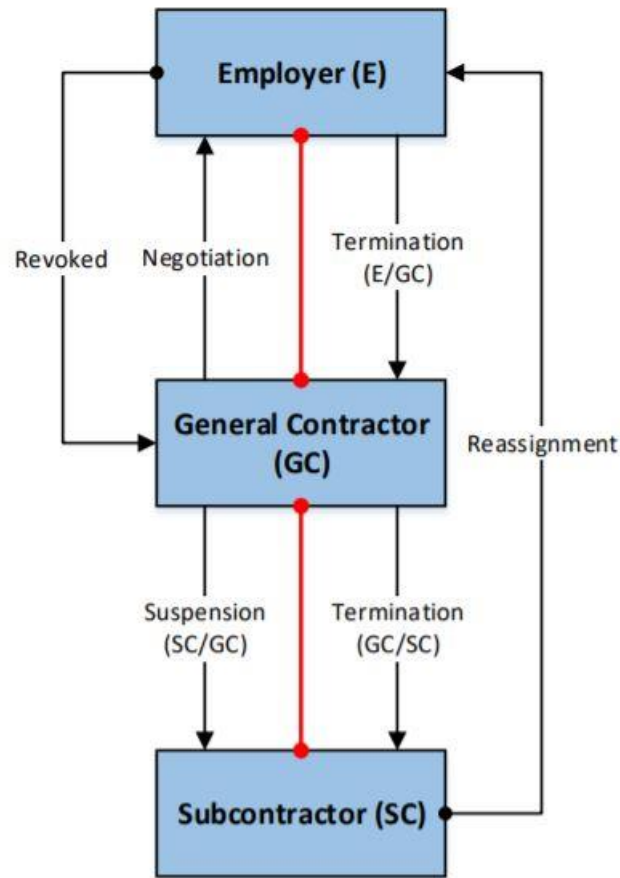 Employer (E)
Revoked
Negotiation
Termination
(E/GC)
General Contractor
(GC)
Reassignment
Suspension
(SC/GC)
Termination
(GC/SC)
Subcontractor (SC)